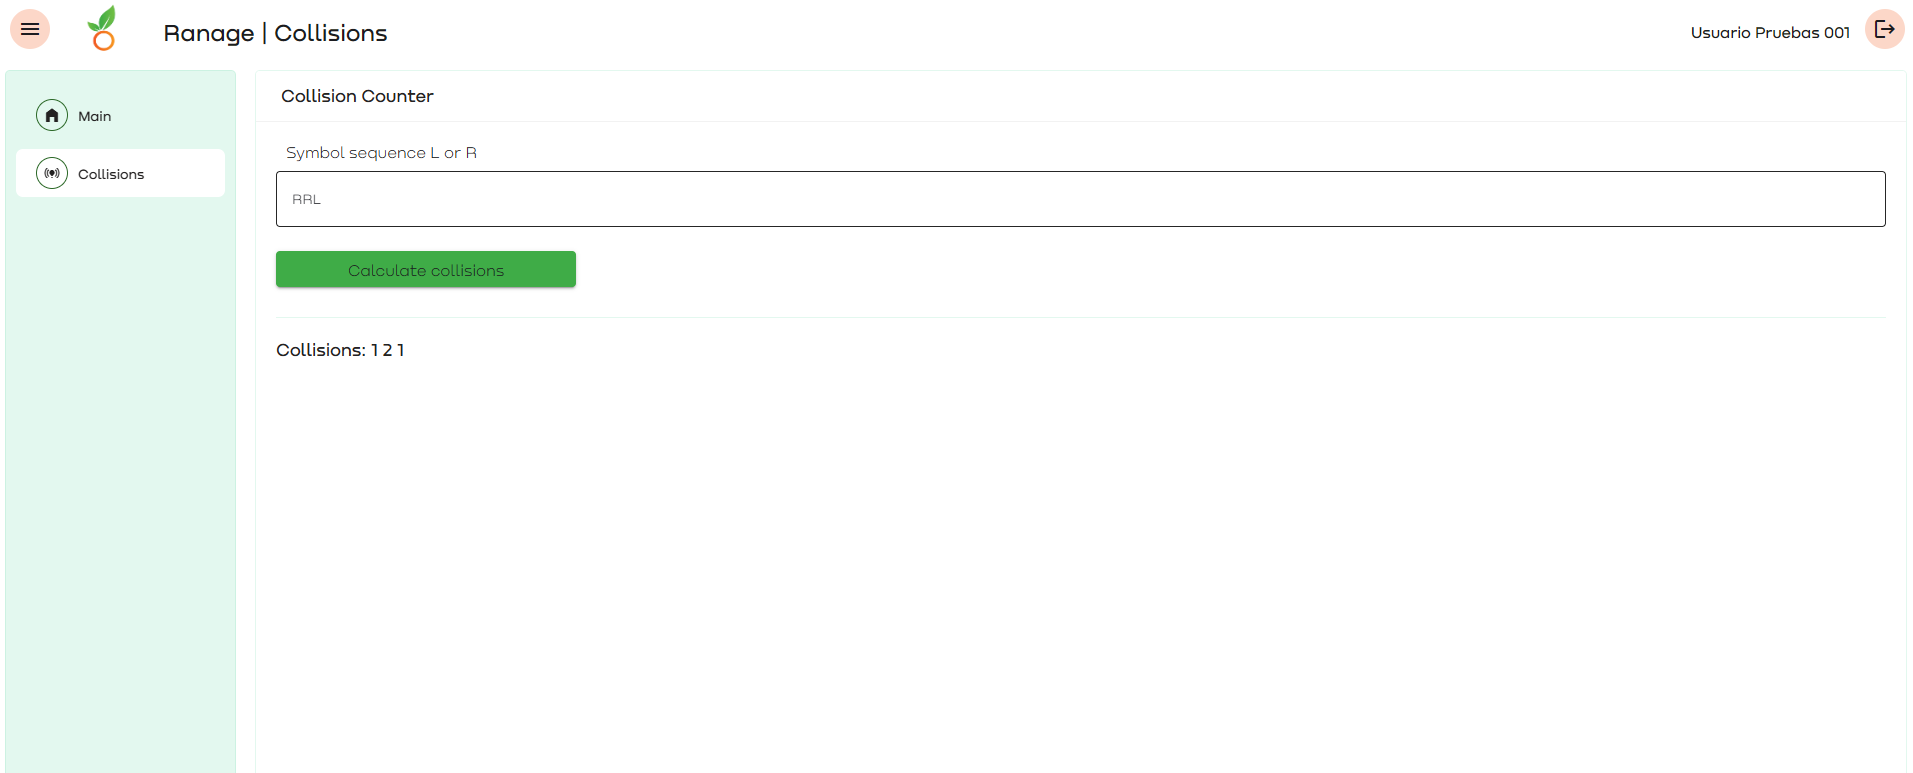 Ranage | Collisions
Usuario Pruebas 001
Main
Collisions
Collision Counter
Symbol sequence L or R
RRL
Calculate collisions
Collisions: 1 2 1